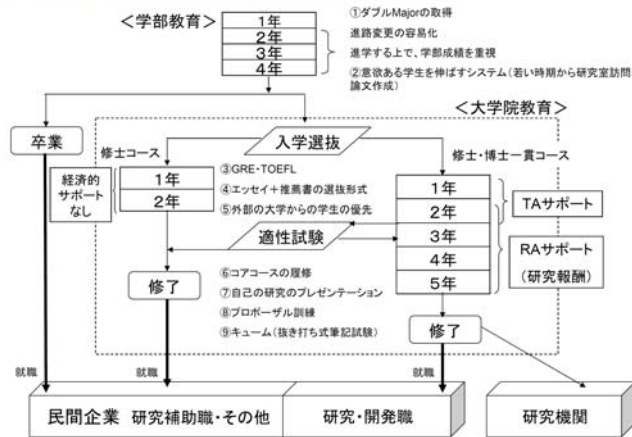 ＜学部教育＞
1年
2年
3年
4年
①ダブルMajorの取得
進路変更の容易化
進学する上で、学部成績を重視
②意欲ある学生を伸ばすシステム（若い時期から研究室訪問
論文作成）
＜大学院教育＞
卒業
入学選抜
修士コース
修士・博士一貫コース
経済的
サポート
なし
1年
2年
③GRE・TOEFL
④エッセイ＋推薦書の選抜形式
⑤外部の大学からの学生の優先
1年
2年
3年
4年
5年
TAサポート
RAサポート
（研究報酬）
適性試験
修了
⑥コアコースの履修
⑦自己の研究のプレゼンテーション
⑧プロポーザル訓練
⑨キューム（抜き打ち式筆記試験）
修了
就職
就職
就職
民間企業 研究補助職・その他
研究・開発職
研究機関